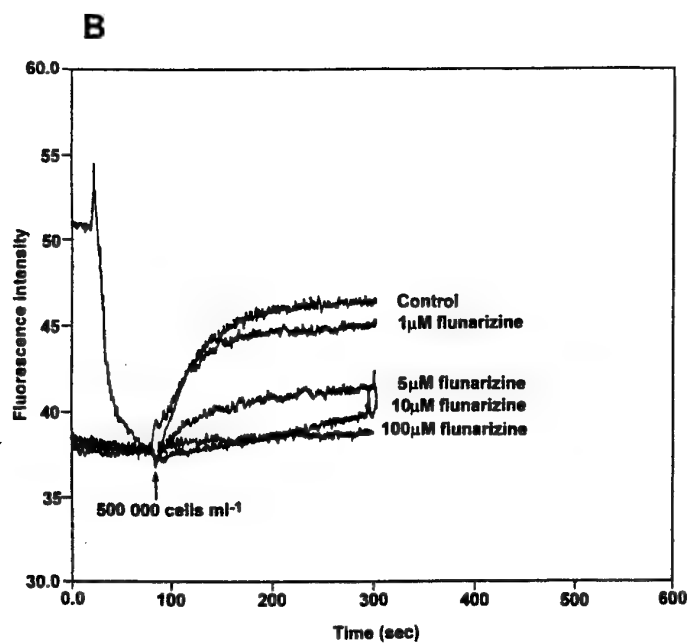 B
60.0
55
50
45
40
35
30.0
Fluorescence intensity
Control
1µM flunarizine
5µM flunarizine
10µM flunarizine
100µM flunarizine
500 000 cells ml-1
0.0 100 200 300 400 500 600
Time (sec)